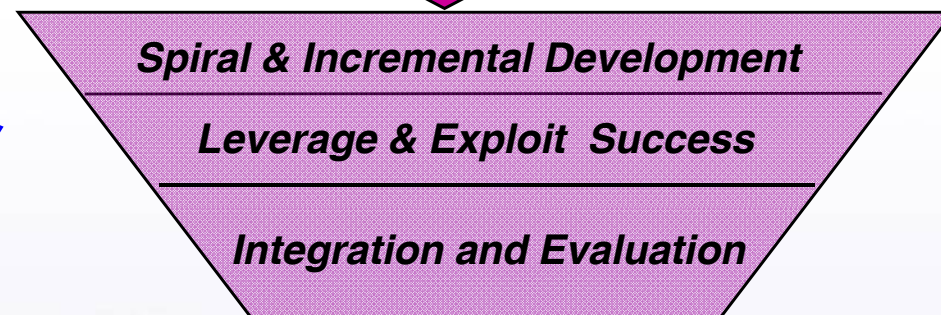 Spiral & Incremental Development
Leverage & Exploit Success
Integration and Evaluation